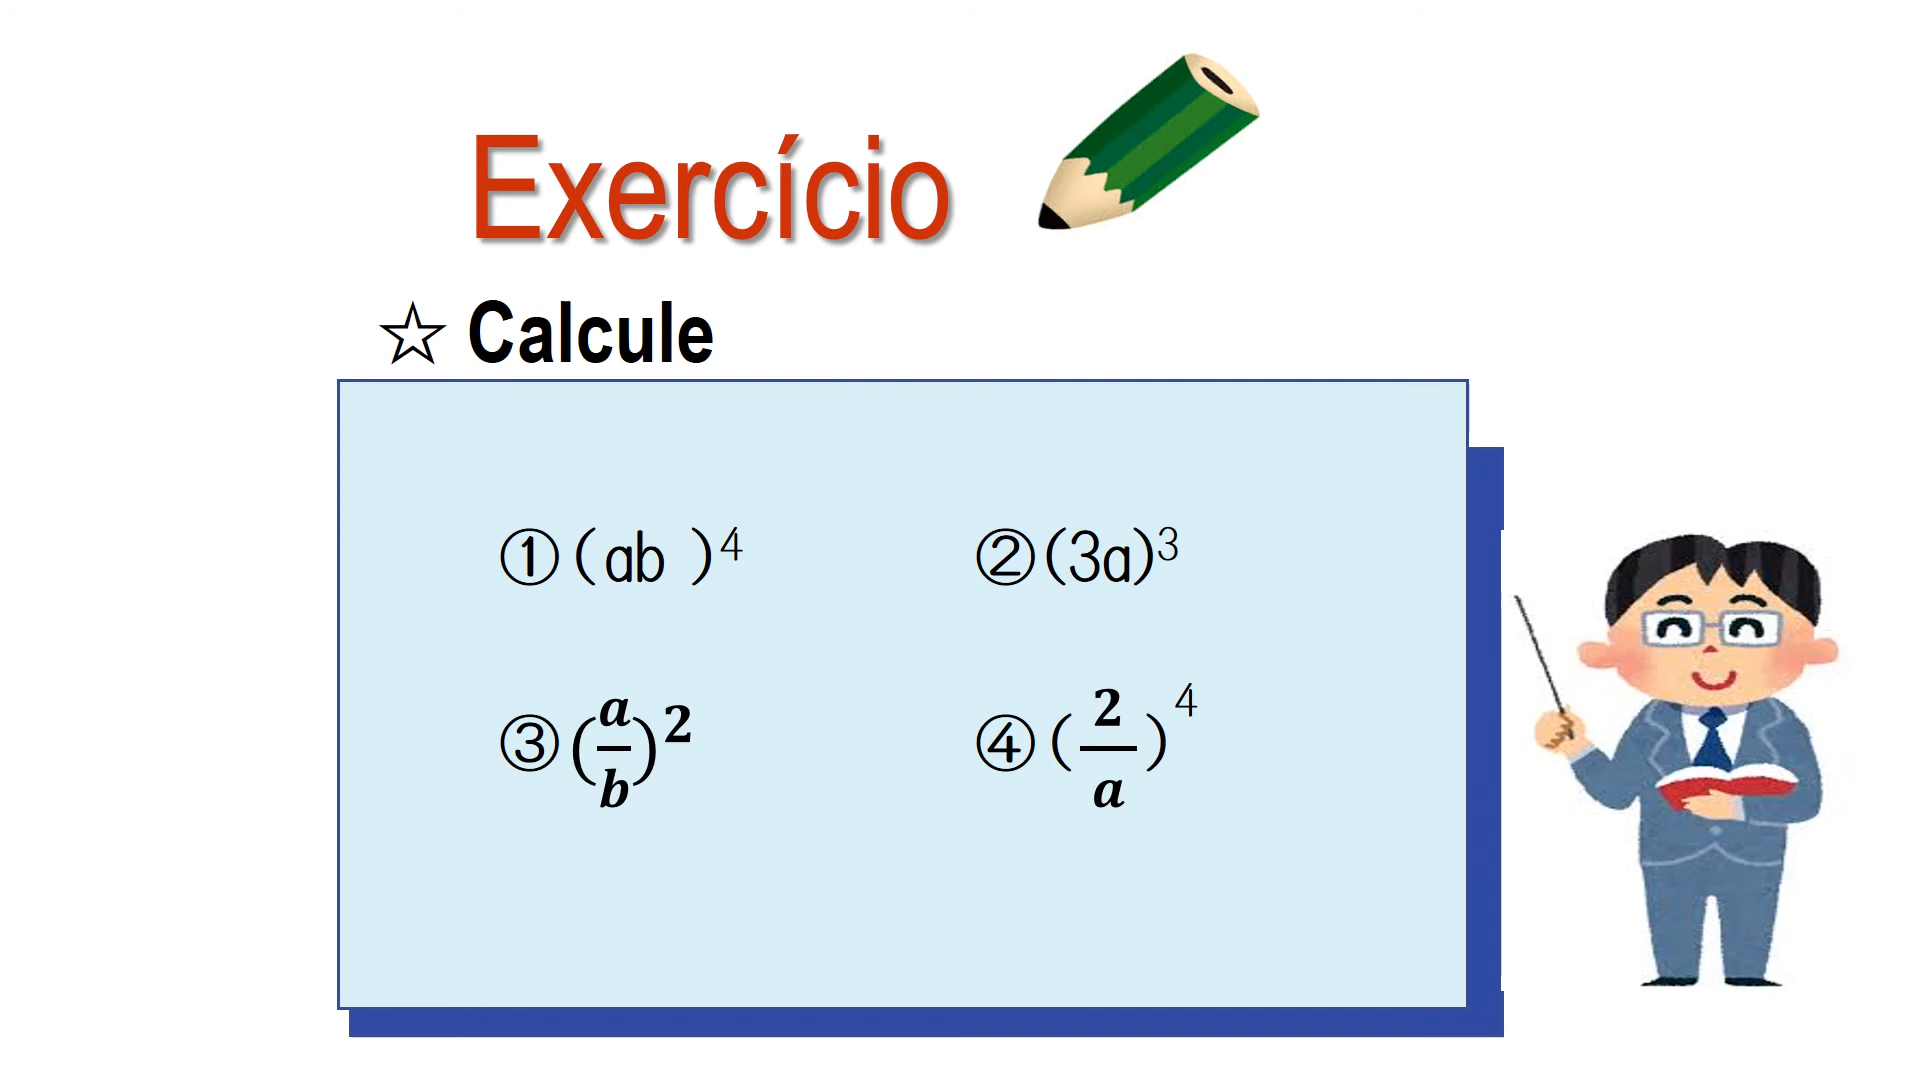 Exercício
☆ Calcule
①(ab )⁴ ②(3a)³
③(a/b)² ④(2/a)⁴